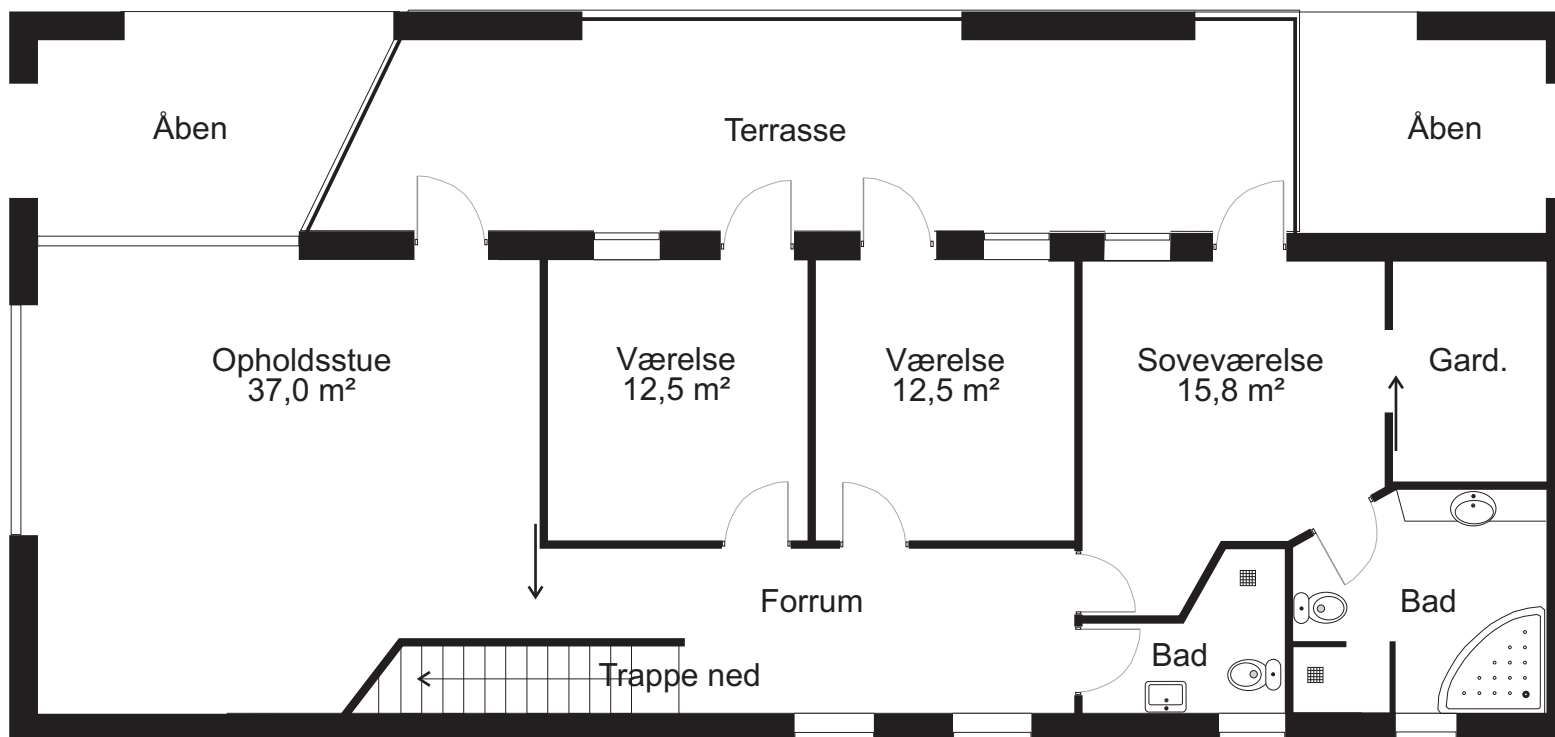 Åben
Terrasse
Åben
Opholdsstue
37,0 m²
Værelse
12,5 m²
Værelse
12,5 m²
Soveværelse
15,8 m²
Gard.
Forrum
Bad
Bad
Trappe ned